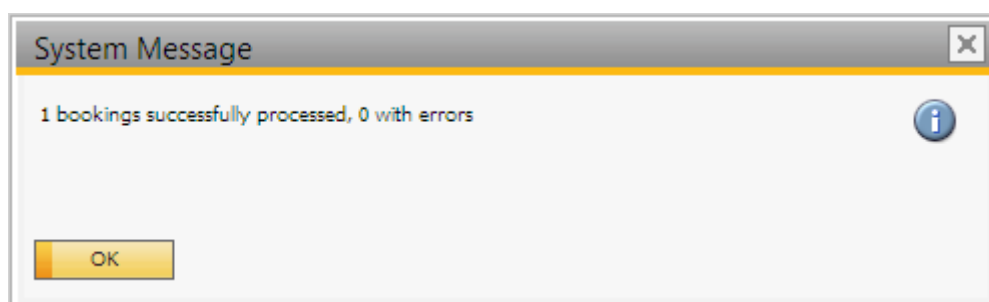 System Message
1 bookings successfully processed, 0 with errors
OK